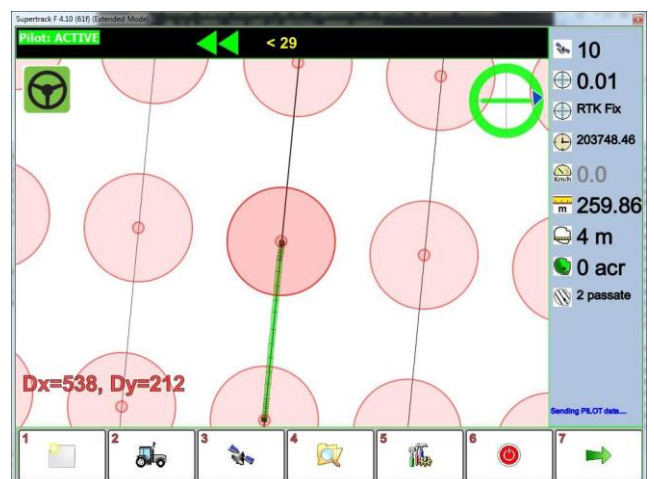 Supertrack F 4.10 (61f) (Extended Mode)
Pilot: ACTIVE
< 29
10
0.01
RTK Fix
203748.46
Km/h
0.0
m
259.86
4 m
0 acr
2 passate
Dx=538, Dy=212
Sending PILOT data....
1
2
3
4
5
6
7